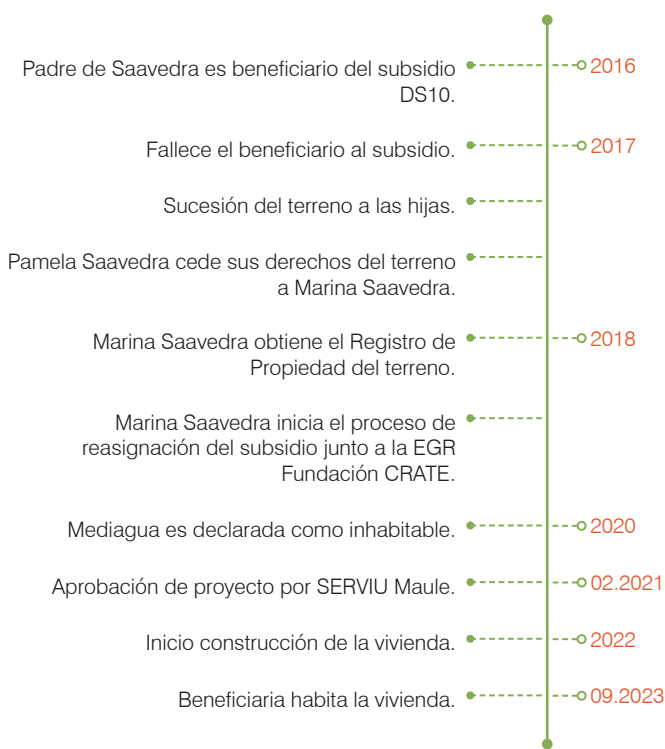 Padre de Saavedra es beneficiario del subsidio
DS10.
2016
Fallece el beneficiario al subsidio.
2017
Sucesión del terreno a las hijas.
Pamela Saavedra cede sus derechos del terreno
a Marina Saavedra.
Marina Saavedra obtiene el Registro de
Propiedad del terreno.
2018
Marina Saavedra inicia el proceso de
reasignación del subsidio junto a la EGR
Fundación CRATE.
Mediagua es declarada como inhabitable.
2020
Aprobación de proyecto por SERVIU Maule.
02.2021
Inicio construcción de la vivienda.
2022
Beneficiaria habita la vivienda.
09.2023